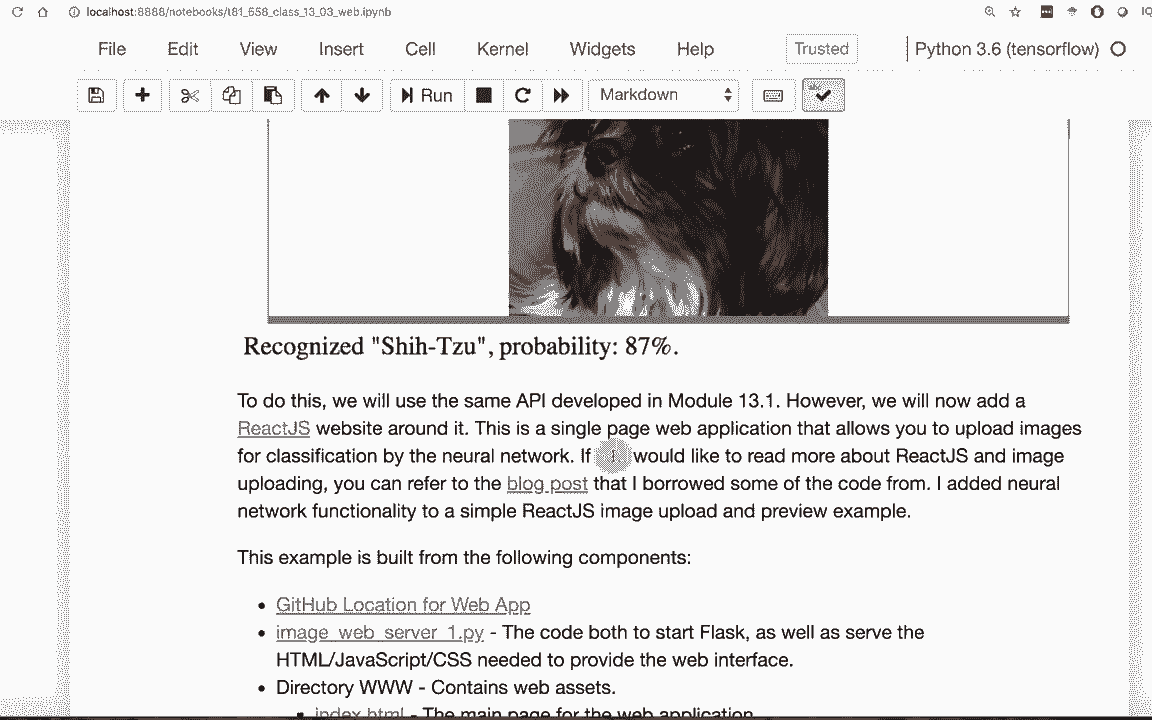 localhost:8888/notebooks/t81_558_class_13_03_web.ipynb
File Edit View Insert Cell Kernel Widgets Help Trusted Python 3.6 (tensorflow)
Run Markdown
Recognized "Shih-Tzu", probability: 87%.
To do this, we will use the same API developed in Module 13.1. However, we will now add a
ReactJS website around it. This is a single page web application that allows you to upload images
for classification by the neural network. If would like to read more about ReactJS and image
uploading, you can refer to the blog post that I borrowed some of the code from. I added neural
network functionality to a simple ReactJS image upload and preview example.
This example is built from the following components:
• GitHub Location for Web App
• image_web_server_1.py - The code both to start Flask, as well as serve the
HTML/JavaScript/CSS needed to provide the web interface.
• Directory WWW - Contains web assets.
▪ index.html - The main page for the web application.